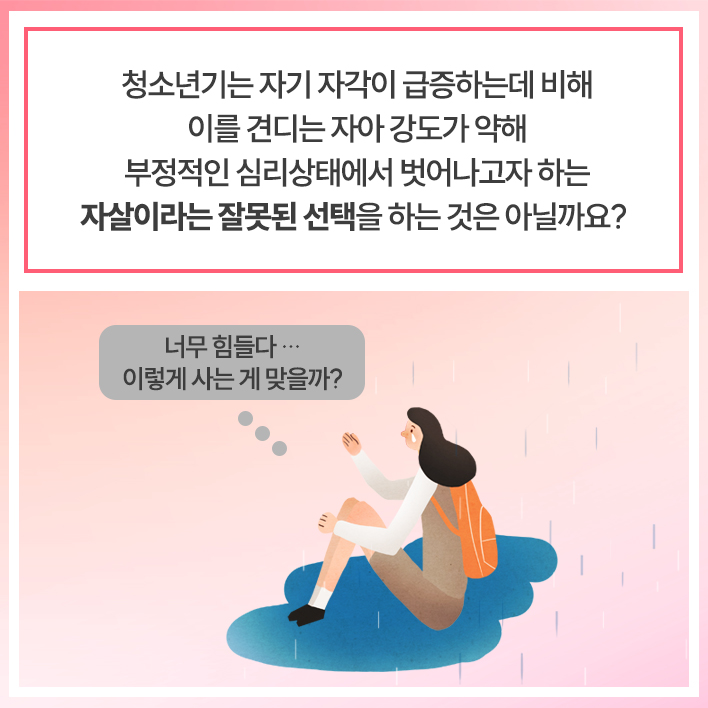 청소년기는 자기 자각이 급증하는데 비해
이를 견디는 자아 강도가 약해
부정적인 심리상태에서 벗어나고자 하는
자살이라는 잘못된 선택을 하는 것은 아닐까요?
너무 힘들다 …
이렇게 사는 게 맞을까?